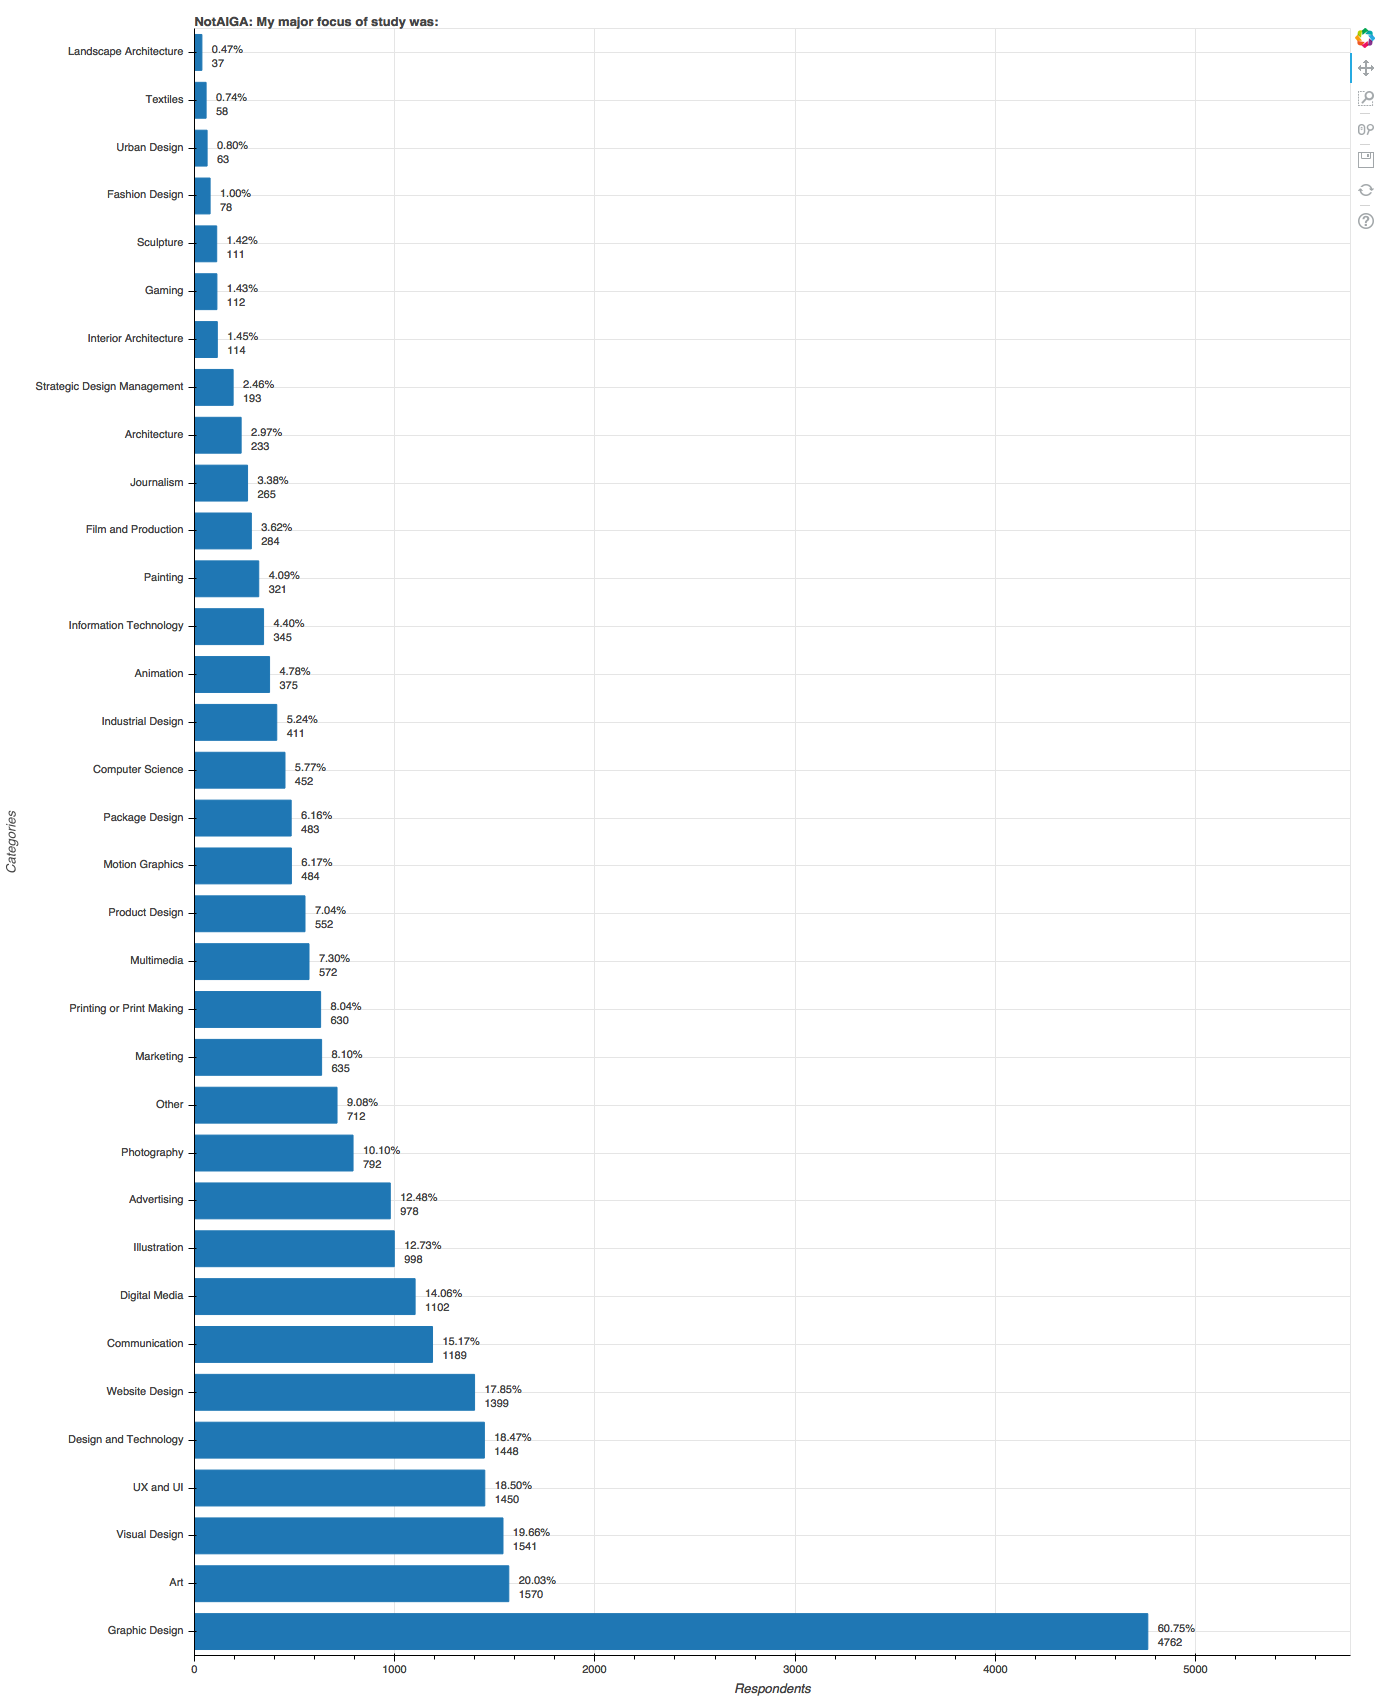 NotAIGA: My major focus of study was:
Landscape Architecture
0.47%
37
Textiles
0.74%
58
Urban Design
0.80%
63
Fashion Design
1.00%
78
Sculpture
1.42%
111
Gaming
1.43%
112
Interior Architecture
1.45%
114
Strategic Design Management
2.46%
193
Architecture
2.97%
233
Journalism
3.38%
265
Film and Production
3.62%
284
Painting
4.09%
321
Information Technology
4.40%
345
Animation
4.78%
375
Industrial Design
5.24%
411
Computer Science
5.77%
452
Package Design
6.16%
483
Motion Graphics
6.17%
484
Product Design
7.04%
552
Multimedia
7.30%
572
Printing or Print Making
8.04%
630
Marketing
8.10%
635
Other
9.08%
712
Photography
10.10%
792
Advertising
12.48%
978
Illustration
12.73%
998
Digital Media
14.06%
1102
Communication
15.17%
1189
Website Design
17.85%
1399
Design and Technology
18.47%
1448
UX and UI
18.50%
1450
Visual Design
19.66%
1541
Art
20.03%
1570
Graphic Design
60.75%
4762
0 1000 2000 3000 4000 5000
Respondents
Categories